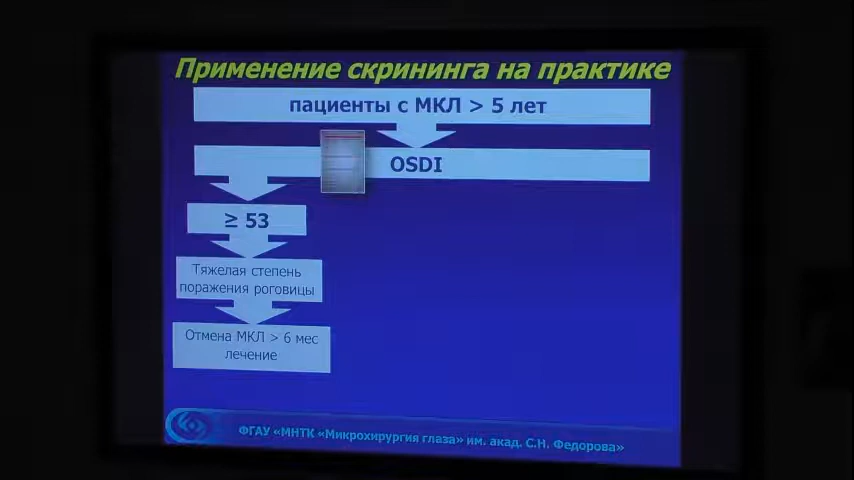 Применение скрининга на практике
пациенты с МКЛ > 5 лет
OSDI
≥ 53
Тяжелая степень
поражения роговицы
Отмена МКЛ > 6 мес
лечение
ФГАУ «МНТК «Микрохирургия глаза» им. акад. С.Н. Федорова»